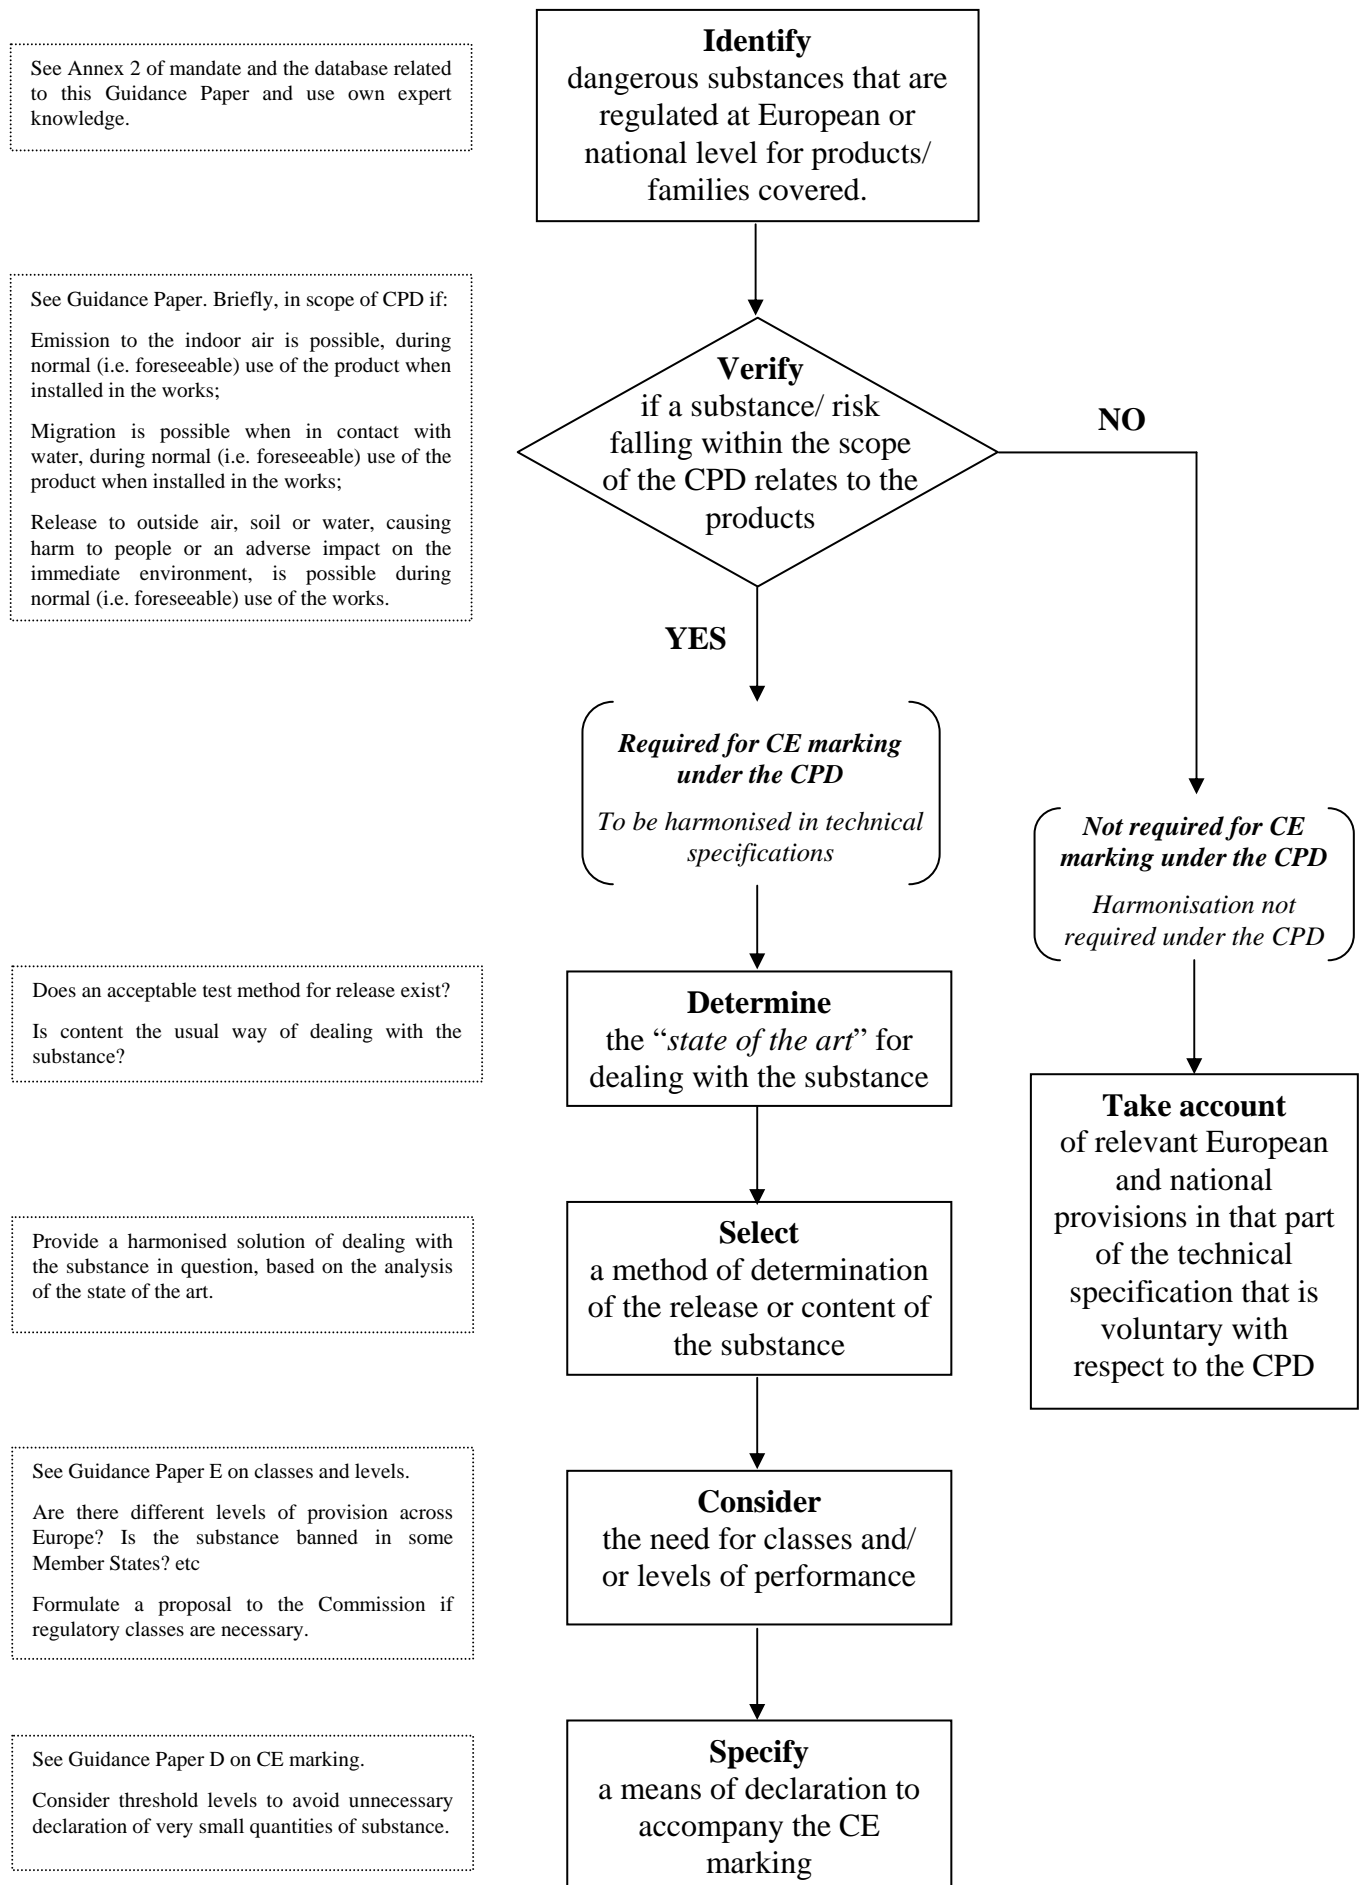 Identify
dangerous substances that are
regulated at European or
national level for products/
families covered.
See Annex 2 of mandate and the database related
to this Guidance Paper and use own expert
knowledge.
See Guidance Paper. Briefly, in scope of CPD if:
Emission to the indoor air is possible, during
normal (i.e. foreseeable) use of the product when
installed in the works;
Migration is possible when in contact with
water, during normal (i.e. foreseeable) use of the
product when installed in the works;
Release to outside air, soil or water, causing
harm to people or an adverse impact on the
immediate environment, is possible during
normal (i.e. foreseeable) use of the works.
Verify
if a substance/ risk
falling within the scope
of the CPD relates to the
products
NO
YES
Required for CE marking
under the CPD
To be harmonised in technical
specifications
Not required for CE
marking under the CPD
Harmonisation not
required under the CPD
Does an acceptable test method for release exist?
Is content the usual way of dealing with the
substance?
Determine
the “state of the art” for
dealing with the substance
Take account
of relevant European
and national
provisions in that part
of the technical
specification that is
voluntary with
respect to the CPD
Provide a harmonised solution of dealing with
the substance in question, based on the analysis
of the state of the art.
Select
a method of determination
of the release or content of
the substance
See Guidance Paper E on classes and levels.
Are there different levels of provision across
Europe? Is the substance banned in some
Member States? etc
Formulate a proposal to the Commission if
regulatory classes are necessary.
Consider
the need for classes and/
or levels of performance
See Guidance Paper D on CE marking.
Consider threshold levels to avoid unnecessary
declaration of very small quantities of substance.
Specify
a means of declaration to
accompany the CE
marking